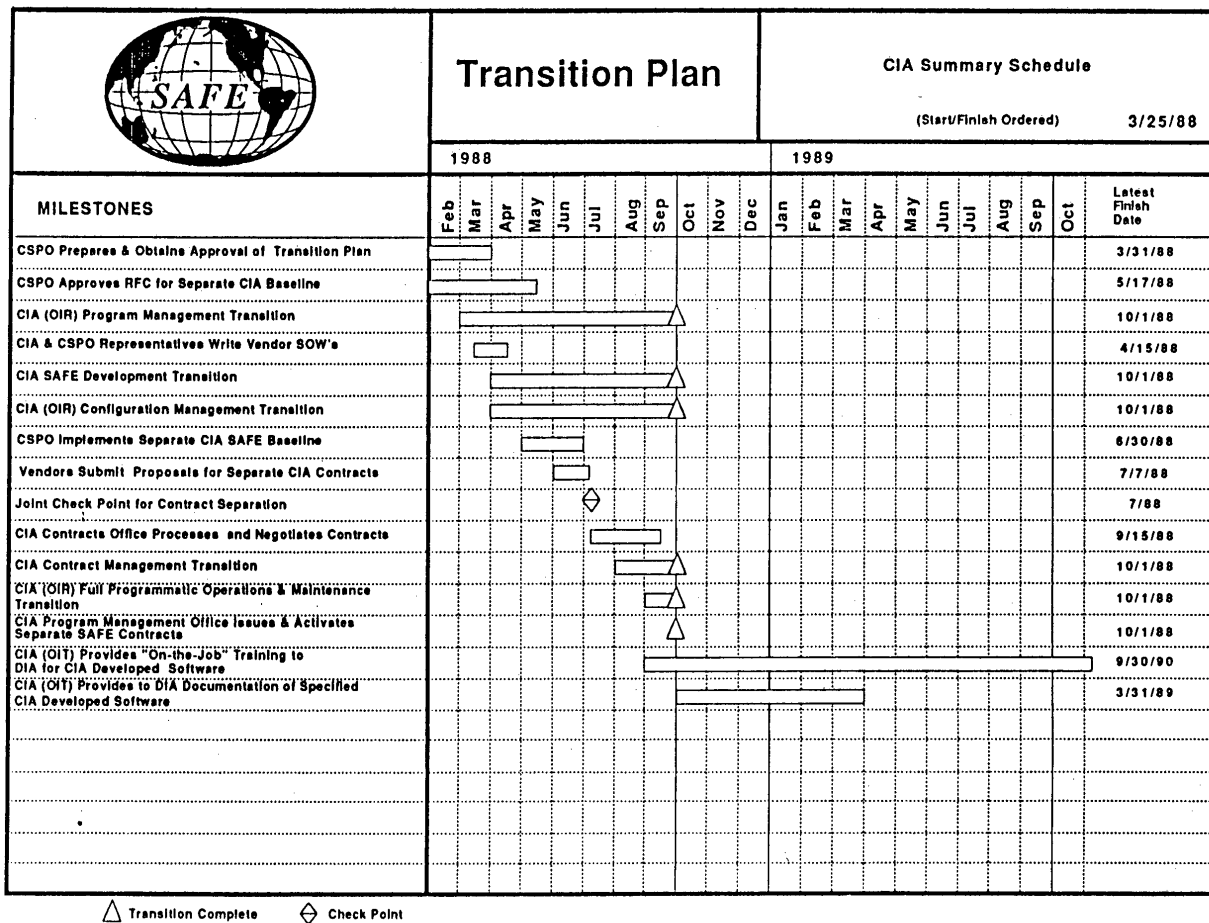 SAFE
Transition Plan
CIA Summary Schedule
(Start/Finish Ordered) 3/25/88
1988 1989
MILESTONES
Feb Mar Apr May Jun Jul Aug Sep Oct Nov Dec Jan Feb Mar Apr May Jun Jul Aug Sep Oct
Latest
Finish
Date
CSPO Prepares & Obtains Approval of Transition Plan 3/31/88
CSPO Approves RFC for Separate CIA Baseline 5/17/88
CIA (OIR) Program Management Transition 10/1/88
CIA & CSPO Representatives Write Vendor SOW's 4/15/88
CIA SAFE Development Transition 10/1/88
CIA (OIR) Configuration Management Transition 10/1/88
CSPO Implements Separate CIA SAFE Baseline 6/30/88
Vendors Submit Proposals for Separate CIA Contracts 7/7/88
Joint Check Point for Contract Separation 7/88
CIA Contracts Office Processes and Negotiates Contracts 9/15/88
CIA Contract Management Transition 10/1/88
CIA (OIR) Full Programmatic Operations & Maintenance
Transition 10/1/88
CIA Program Management Office Issues & Activates
Separate SAFE Contracts 10/1/88
CIA (OIT) Provides "On-the-Job" Training to
DIA for CIA Developed Software 9/30/90
CIA (OIT) Provides to DIA Documentation of Specified
CIA Developed Software 3/31/89
Transition Complete Check Point